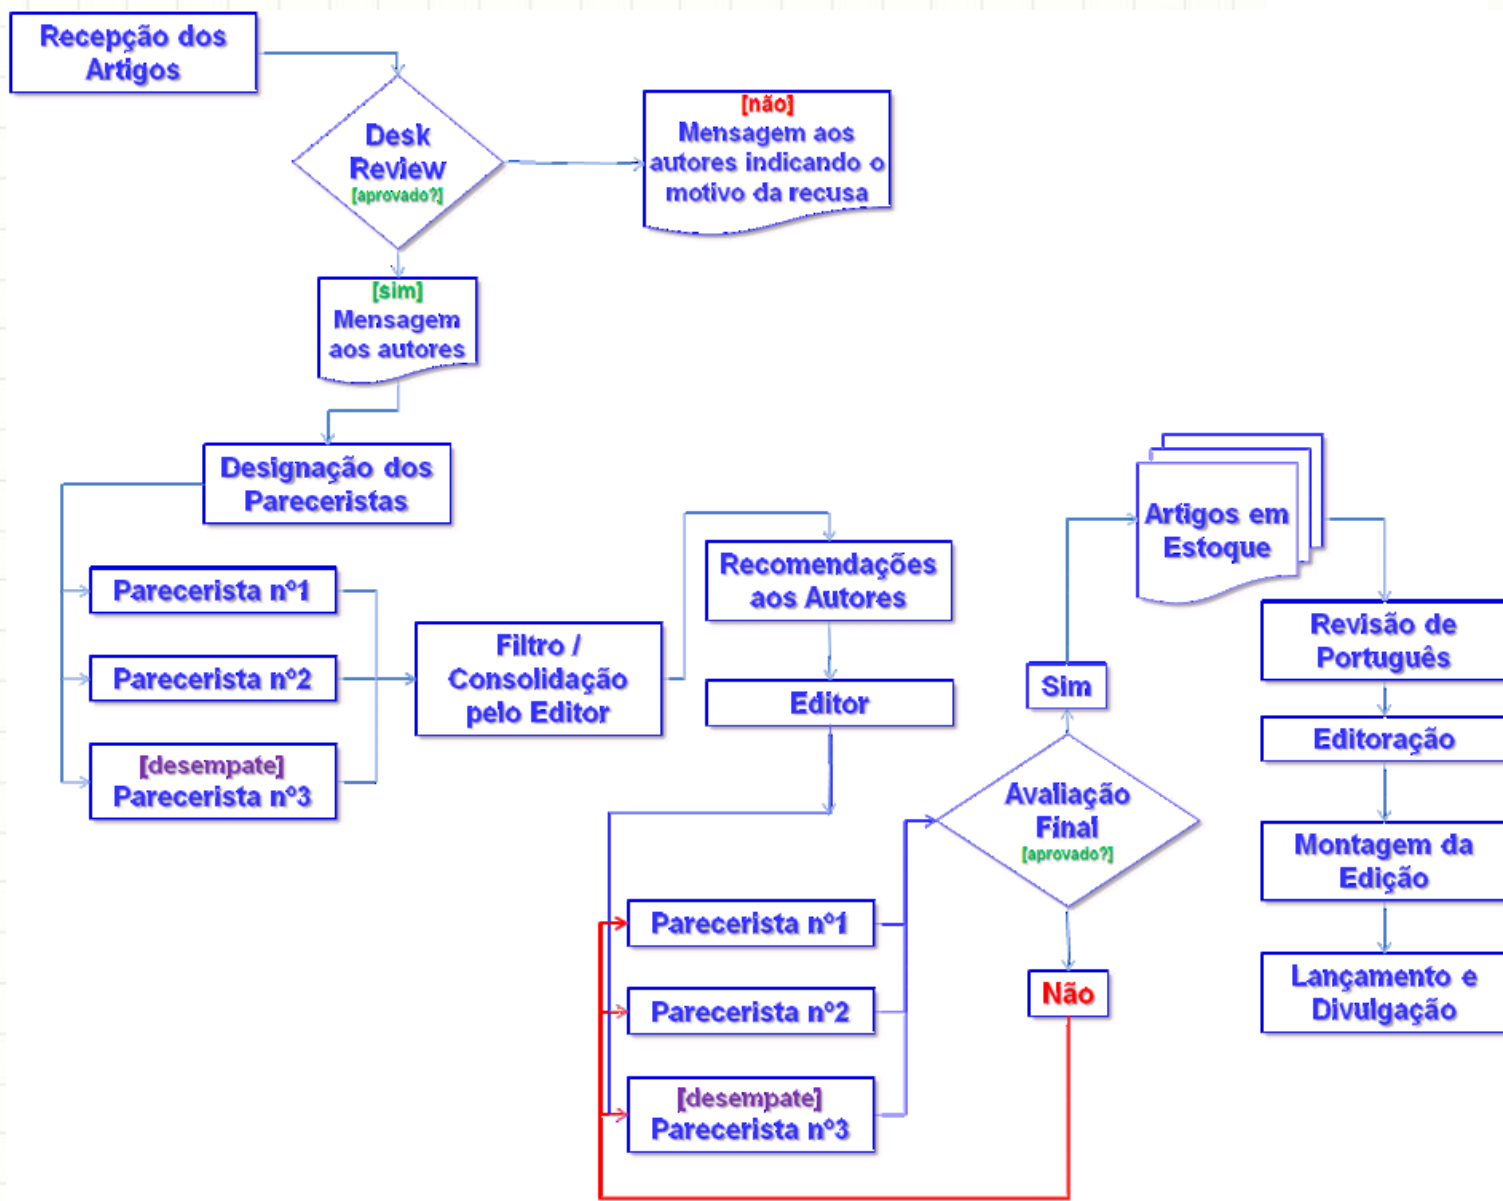 Recepção dos
Artigos
Desk
Review
[aprovado?]
[não]
Mensagem aos
autores indicando o
motivo da recusa
[sim]
Mensagem
aos autores
Designação dos
Pareceristas
Parecerista nº1
Parecerista nº2
[desempate]
Parecerista nº3
Filtro /
Consolidação
pelo Editor
Recomendações
aos Autores
Editor
Parecerista nº1
Parecerista nº2
[desempate]
Parecerista nº3
Avaliação
Final
[aprovado?]
Sim
Não
Artigos em
Estoque
Revisão de
Português
Editoração
Montagem da
Edição
Lançamento e
Divulgação